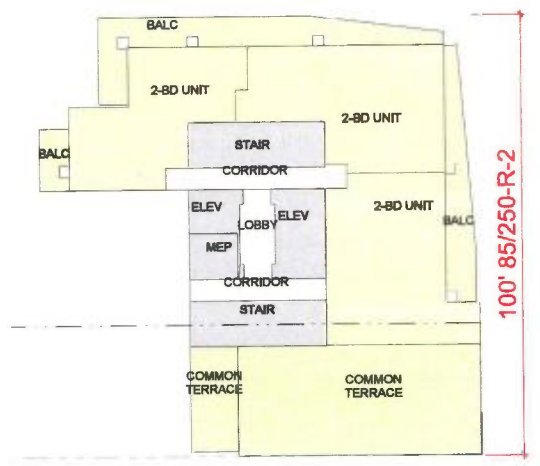 BALC
2-BD UNIT
2-BD UNIT
STAIR
BALC
CORRIDOR
ELEV
ELEV
2-BD UNIT
LOBBY
BALC
MEP
CORRIDOR
STAIR
COMMON
TERRACE
COMMON
TERRACE
100' 85/250-R-2